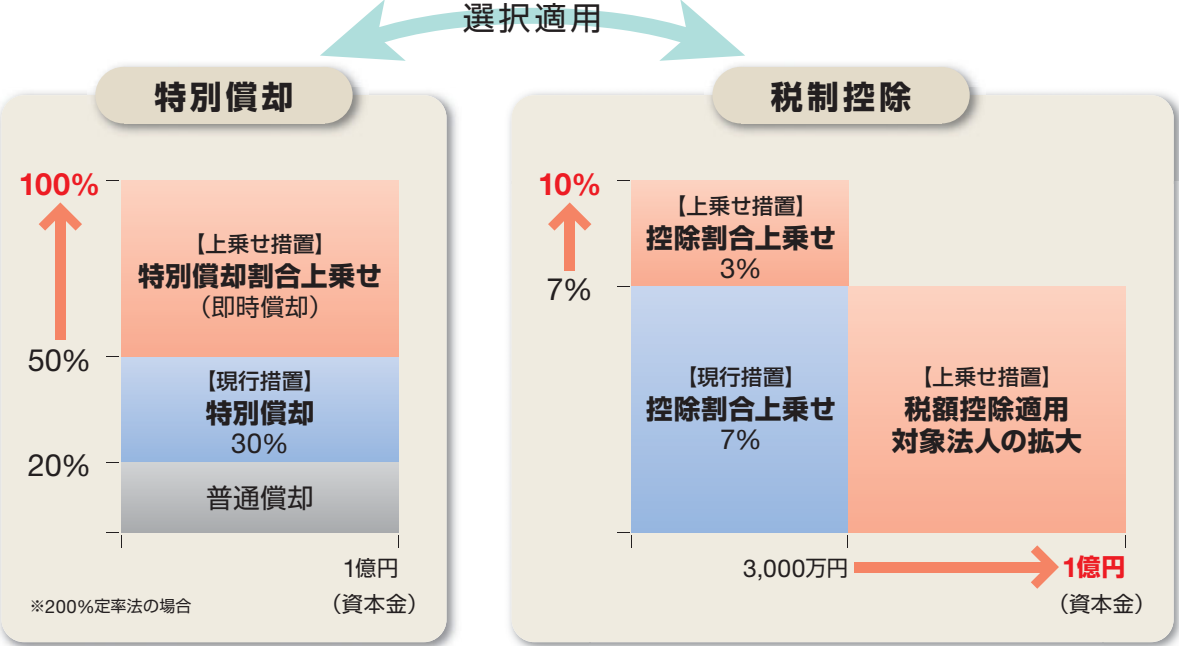 選択適用
特別償却
100%
50%
20%
【上乗せ措置】
特別償却割合上乗せ
（即時償却）
【現行措置】
特別償却
30%
普通償却
1億円
（資本金）
※200%定率法の場合
税制控除
10%
7%
【上乗せ措置】
控除割合上乗せ
3%
【現行措置】
控除割合上乗せ
7%
【上乗せ措置】
税額控除適用
対象法人の拡大
3,000万円
1億円
（資本金）